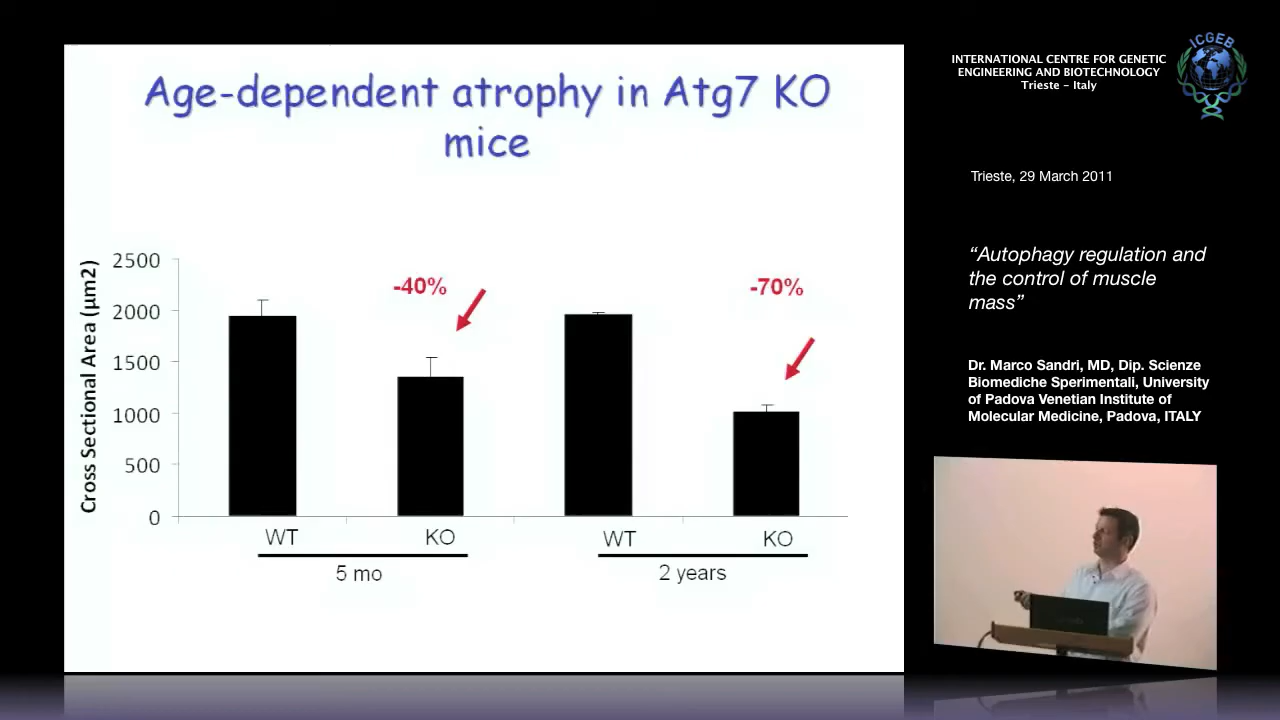 Age-dependent atrophy in Atg7 KO
mice
Cross Sectional Area (µm2)
2500
2000
1500
1000
500
0
-40%
-70%
WT
KO
WT
KO
5 mo
2 years
INTERNATIONAL CENTRE FOR GENETIC
ENGINEERING AND BIOTECHNOLOGY
Trieste - Italy
ICGEB
Trieste, 29 March 2011
“Autophagy regulation and
the control of muscle
mass”
Dr. Marco Sandri, MD, Dip. Scienze
Biomediche Sperimentali, University
of Padova Venetian Institute of
Molecular Medicine, Padova, ITALY